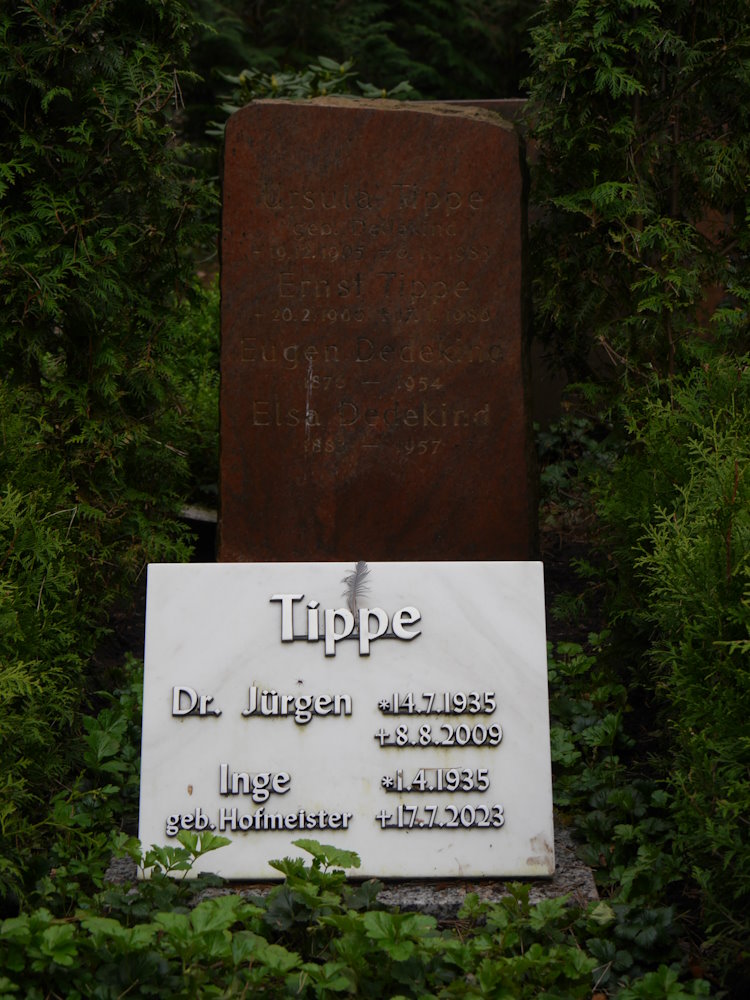 Ursula Tippe
geb. Dedekind
Ernst Tippe
Eugen Dedekind
1954
Elsa Dedekind
1957
Tippe
Dr. Jürgen *14.7.1935
+8.8.2009
Inge *1.4.1935
geb. Hofmeister +17.7.2023